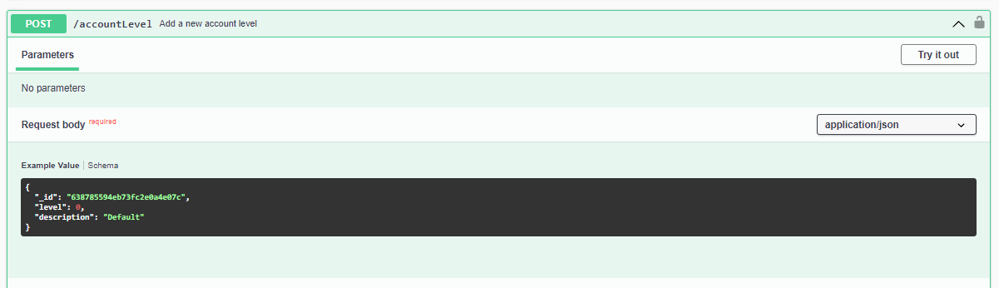 POST /accountLevel Add a new account level
Parameters Try it out
No parameters
Request body required application/json
Example Value Schema
{
"_id": "638785594eb73fc2e0a4e07c",
"level": 0,
"description": "Default"
}